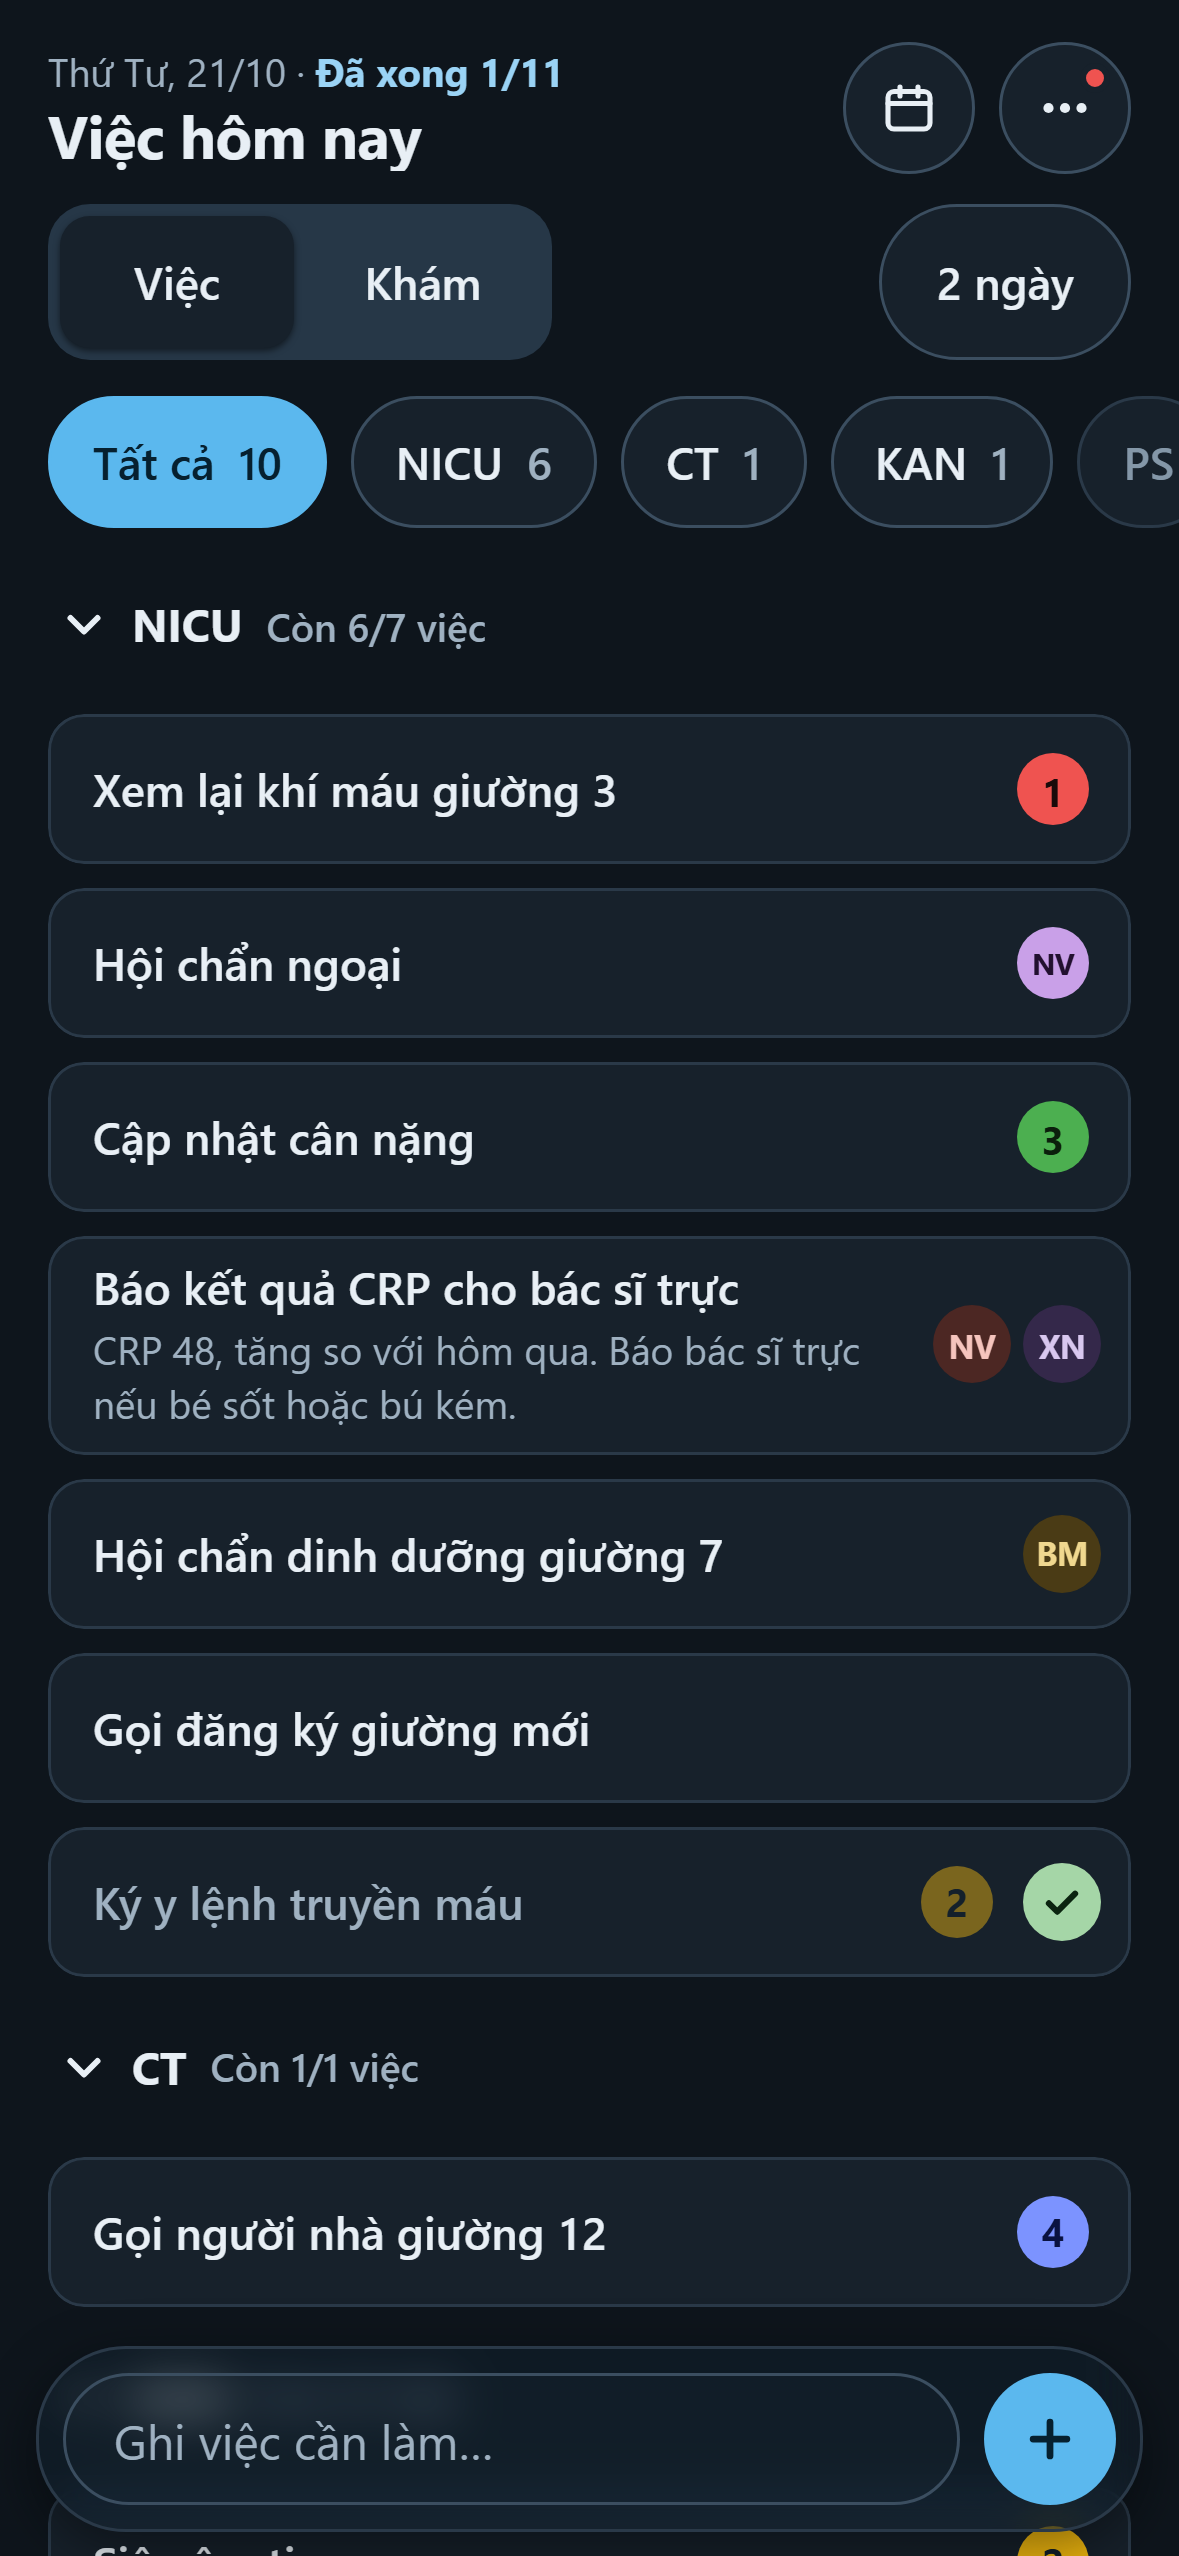 Thứ Tư, 21/10 · Đã xong 1/11
Việc hôm nay
Việc
Khám
2 ngày
Tất cả 10
NICU 6
CT 1
KAN 1
PS
NICU Còn 6/7 việc
Xem lại khí máu giường 3
1
Hội chẩn ngoại
NV
Cập nhật cân nặng
3
Báo kết quả CRP cho bác sĩ trực
CRP 48, tăng so với hôm qua. Báo bác sĩ trực
nếu bé sốt hoặc bú kém.
NV XN
Hội chẩn dinh dưỡng giường 7
BM
Gọi đăng ký giường mới
Ký y lệnh truyền máu
2
CT Còn 1/1 việc
Gọi người nhà giường 12
4
Ghi việc cần làm...